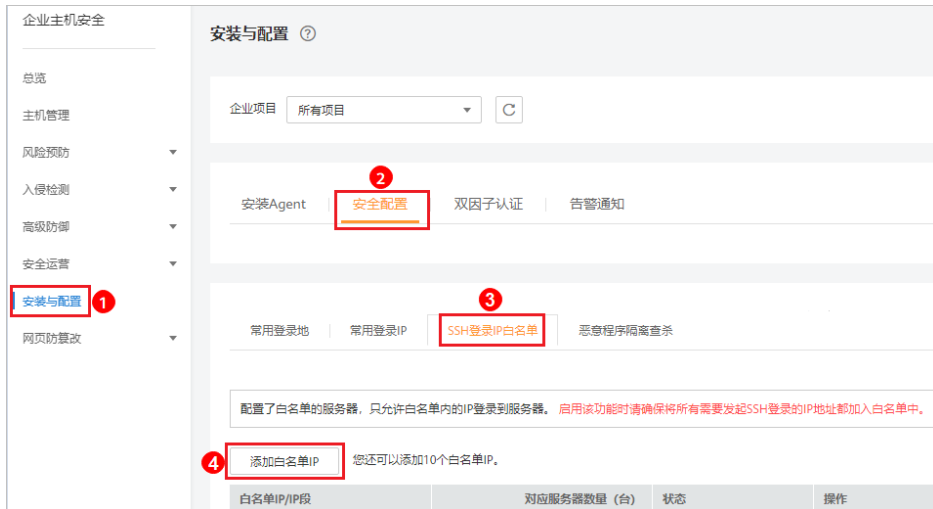 企业主机安全
安装与配置 ?
总览
主机管理
风险预防
入侵检测
高级防御
安全运营
安装与配置 1
网页防篡改
企业项目 所有项目
2
安装Agent 安全配置 双因子认证 告警通知
3
常用登录地 常用登录IP SSH登录IP白名单 恶意程序隔离查杀
配置了白名单的服务器，只允许白名单内的IP登录到服务器。 启用该功能时请确保将所有需要发起SSH登录的IP地址都加入白名单中。
4 添加白名单IP 您还可以添加10个白名单IP。
白名单IP/IP段 对应服务器数量（台） 状态 操作